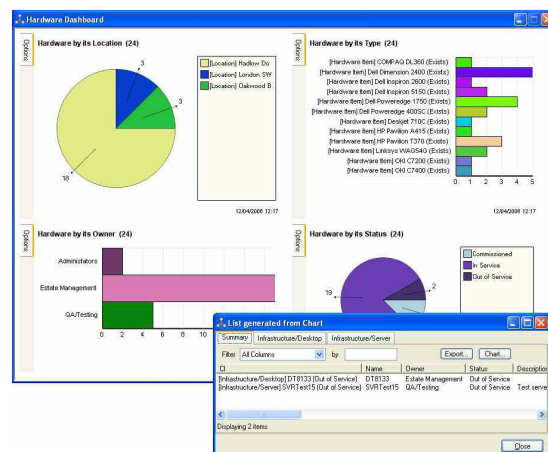 Hardware Dashboard
Options
Hardware by its Location (24)
3
3
18
[Location] Hadlow Do
[Location] London SW
[Location] Oakwood B
12/04/2006 12:17
Options
Hardware by its Type (24)
[Hardware Item] COMPAQ DL360 (Exists)
[Hardware Item] Dell Dimension 2400 (Exists)
[Hardware Item] Dell Inspiron 2600 (Exists)
[Hardware Item] Dell Inspiron 5150 (Exists)
[Hardware Item] Dell Poweredge 1750 (Exists)
[Hardware Item] Dell Poweredge 400SC (Exists)
[Hardware Item] Deskjet 710C (Exists)
[Hardware Item] HP Pavilion A415 (Exists)
[Hardware Item] HP Pavilion T370 (Exists)
[Hardware Item] Linksys WAG54G (Exists)
[Hardware Item] OKI C7200 (Exists)
[Hardware Item] OKI C7400 (Exists)
0 1 2 3 4 5
12/04/2006 12:17
Options
Hardware by its Owner (24)
Administators
Estate Management
QA/Testing
0 2 4 6 8 10
Options
Hardware by its Status (24)
19
2
Commissioned
In Service
Out of Service
List generated from Chart
Summary Infrastructure/Desktop Infrastructure/Server
Filter All Columns by Export... Chart...
CI Name Owner Status Description
[Infrastructure/Desktop] DT8133 (Out of Service) DT8133 Estate Management Out of Service
[Infrastructure/Server] SVRTest15 (Out of Service) SVRTest15 QA/Testing Out of Service Test serve
Displaying 2 items
Close